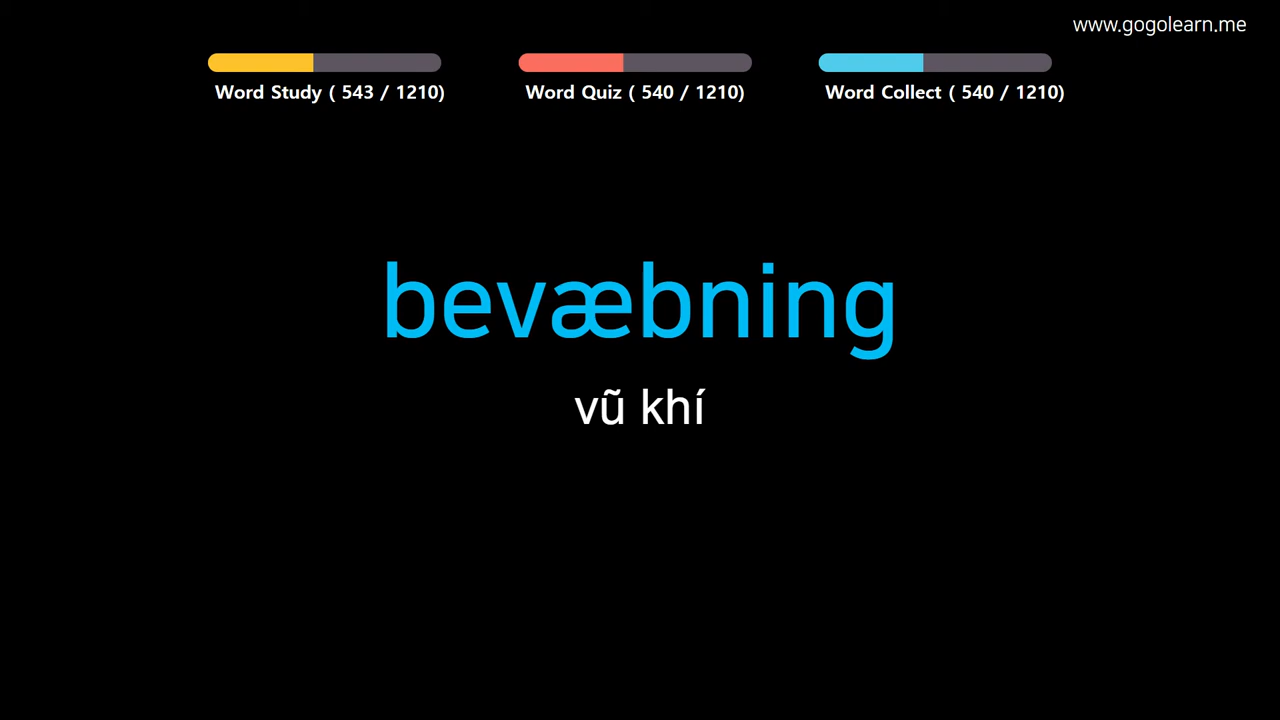 www.gogolearn.me
Word Study ( 543 / 1210)
Word Quiz ( 540 / 1210)
Word Collect ( 540 / 1210)
bevæbning
vũ khí